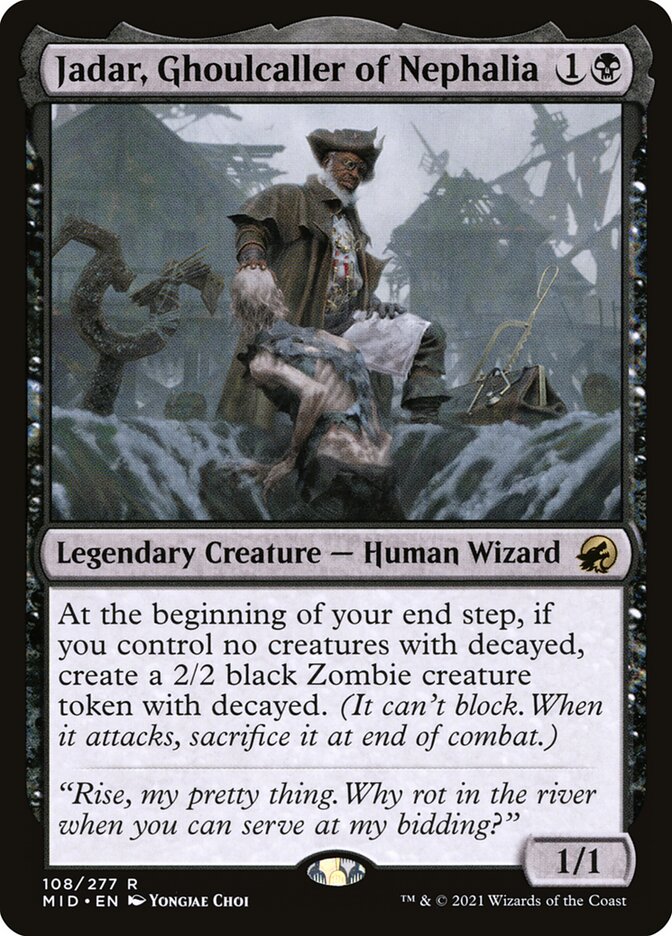 Jadar, Ghoulcaller of Nephalia 1
Legendary Creature — Human Wizard
At the beginning of your end step, if
you control no creatures with decayed,
create a 2/2 black Zombie creature
token with decayed. (It can't block. When
it attacks, sacrifice it at end of combat.)
“Rise, my pretty thing. Why rot in the river
when you can serve at my bidding?”
1/1
108/277 R
MID • EN Yongjae Choi
™ & © 2021 Wizards of the Coast